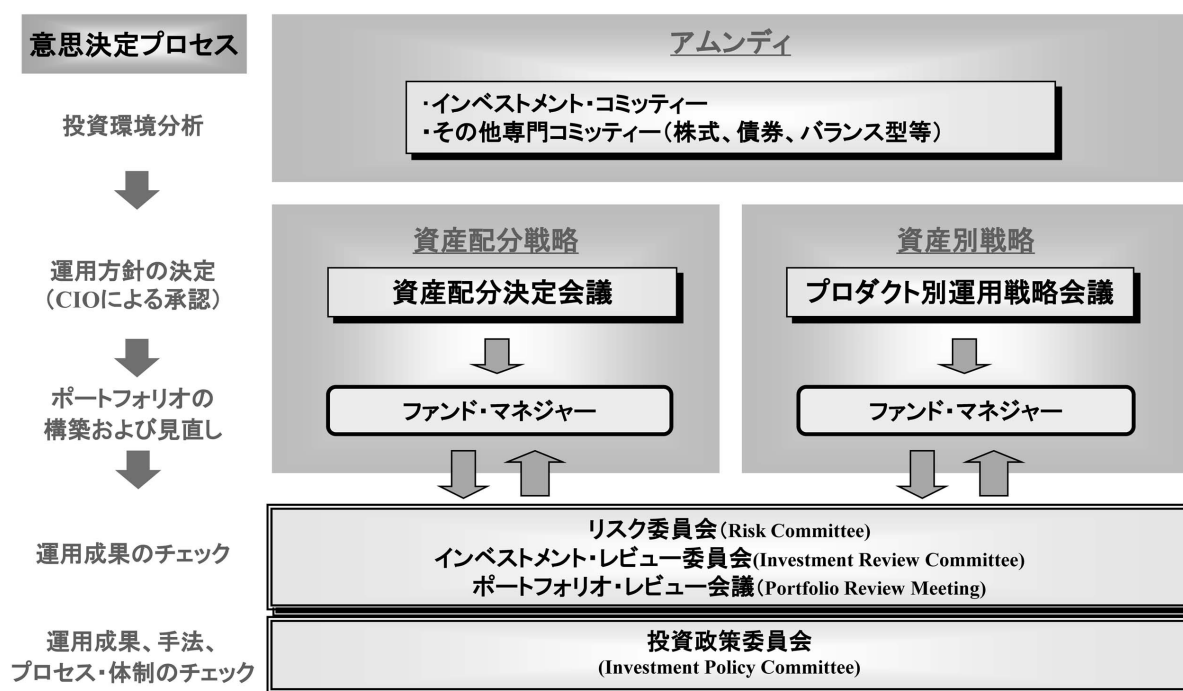 意思決定プロセス
アムンディ
投資環境分析
・インベストメント・コミッティー
・その他専門コミッティー（株式、債券、バランス型等）
運用方針の決定
（CIOによる承認）
資産配分戦略
資産配分決定会議
資産別戦略
プロダクト別運用戦略会議
ポートフォリオの
構築および見直し
ファンド・マネジャー
ファンド・マネジャー
運用成果のチェック
リスク委員会（Risk Committee）
インベストメント・レビュー委員会(Investment Review Committee)
ポートフォリオ・レビュー会議（Portfolio Review Meeting）
運用成果、手法、
プロセス・体制のチェック
投資政策委員会
(Investment Policy Committee)